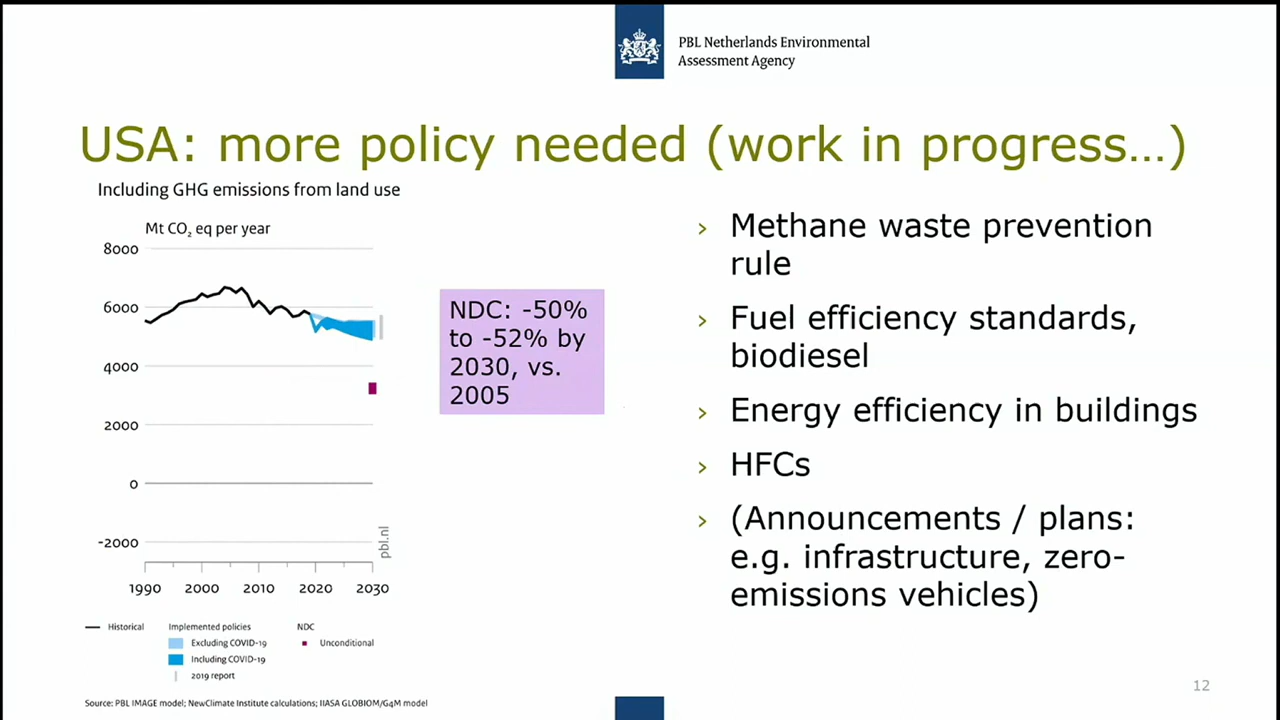 PBL Netherlands Environmental
Assessment Agency
USA: more policy needed (work in progress…)
Including GHG emissions from land use
Mt CO₂ eq per year
8000
6000
4000
2000
0
-2000
1990 2000 2010 2020 2030
pbl.nl
Historical
Implemented policies
Excluding COVID-19
Including COVID-19
2019 report
NDC
Unconditional
Source: PBL IMAGE model; NewClimate Institute calculations; IIASA GLOBIOM/G4M model
NDC: -50%
to -52% by
2030, vs.
2005
› Methane waste prevention
rule
› Fuel efficiency standards,
biodiesel
› Energy efficiency in buildings
› HFCs
› (Announcements / plans:
e.g. infrastructure, zero-
emissions vehicles)
12